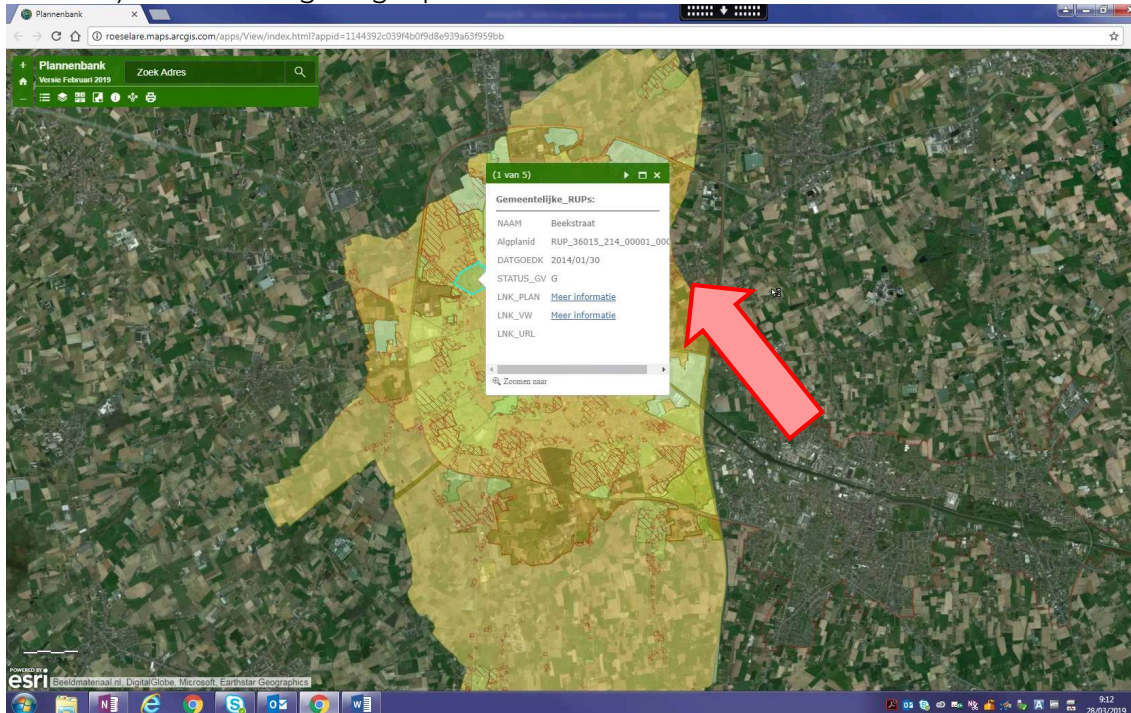 Plannenbank
roeselare.maps.arcgis.com/apps/View/index.html?appid=1144392c039f4b0f9d8e939a63f959bb
Plannenbank
Versie Februari 2019
Zoek Adres
(1 van 5)
Gemeentelijke_RUPs:
NAAM Beekstraat
Algplanid RUP_36015_214_00001_000
DATGOEDK 2014/01/30
STATUS_GV G
LNK_PLAN Meer informatie
LNK_VW Meer informatie
LNK_URL
Zoomen naar
POWERED BY
esri
Beeldmateriaal.nl, DigitalGlobe, Microsoft, Earthstar Geographics
9:12
28/03/2019